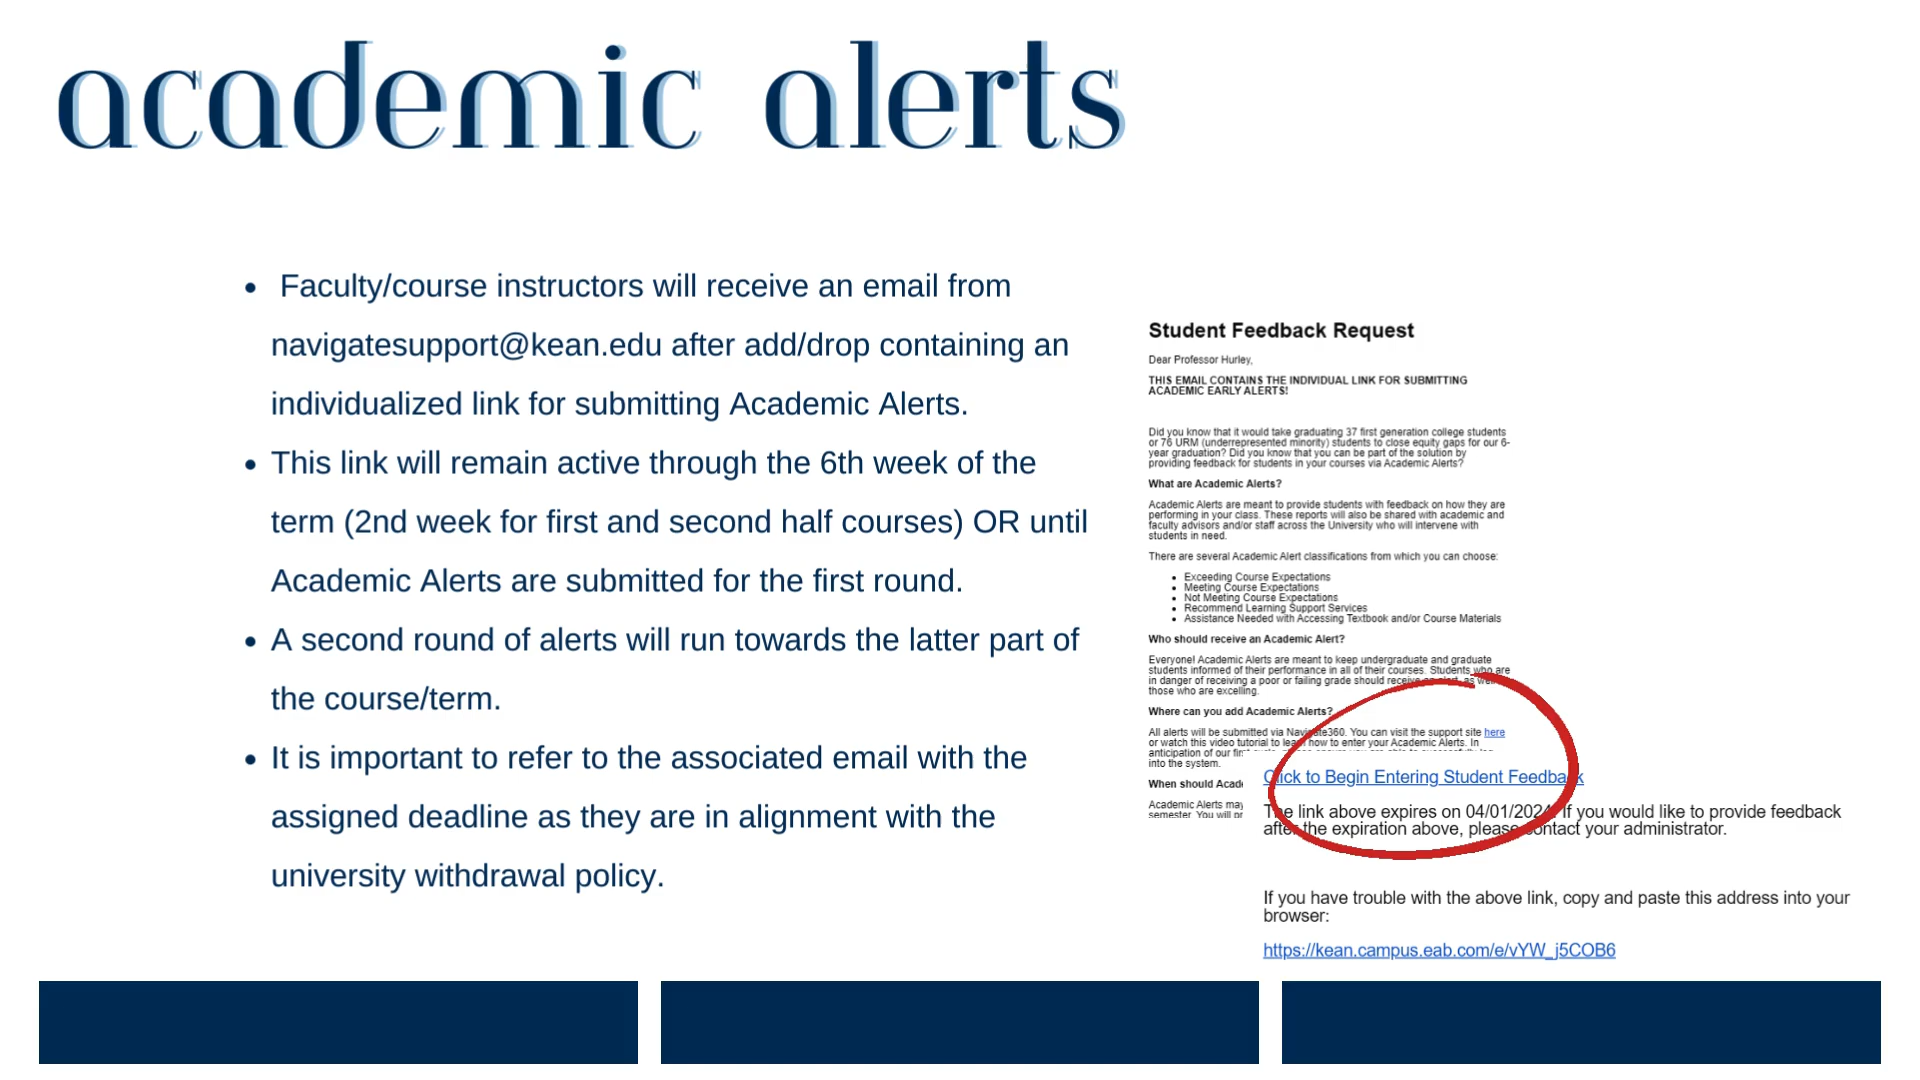 academic alerts
Faculty/course instructors will receive an email from
navigatesupport@kean.edu after add/drop containing an
individualized link for submitting Academic Alerts.
This link will remain active through the 6th week of the
term (2nd week for first and second half courses) OR until
Academic Alerts are submitted for the first round.
A second round of alerts will run towards the latter part of
the course/term.
It is important to refer to the associated email with the
assigned deadline as they are in alignment with the
university withdrawal policy.
Student Feedback Request
Dear Professor Hurley,
THIS EMAIL CONTAINS THE INDIVIDUAL LINK FOR SUBMITTING
ACADEMIC EARLY ALERTS!
Did you know that it would take graduating 37 first generation college students
or 76 URM (underrepresented minority) students to close equity gaps for our 6-
year graduation? Did you know that you can be part of the solution by
providing feedback for students in your courses via Academic Alerts?
What are Academic Alerts?
Academic Alerts are meant to provide students with feedback on how they are
performing in your class. These reports will also be shared with academic and
faculty advisors and/or staff across the University who will intervene with
students in need.
There are several Academic Alert classifications from which you can choose:
Exceeding Course Expectations
Meeting Course Expectations
Not Meeting Course Expectations
Recommend Learning Support Services
Assistance Needed with Accessing Textbook and/or Course Materials
Who should receive an Academic Alert?
Everyone! Academic Alerts are meant to keep undergraduate and graduate
students informed of their performance in all of their courses. Students who are
in danger of receiving a poor or failing grade should receive an alert, as well as
those who are excelling.
Where can you add Academic Alerts?
All alerts will be submitted via Navigate360. You can visit the support site here
or watch this video tutorial to learn how to enter your Academic Alerts. In
anticipation of our
into the system.
When should Acad
Academic Alerts may
semester. You will pr
Click to Begin Entering Student Feedback
The link above expires on 04/01/2024. If you would like to provide feedback
after the expiration above, please contact your administrator.
If you have trouble with the above link, copy and paste this address into your
browser:
https://kean.campus.eab.com/e/vYW_j5COB6